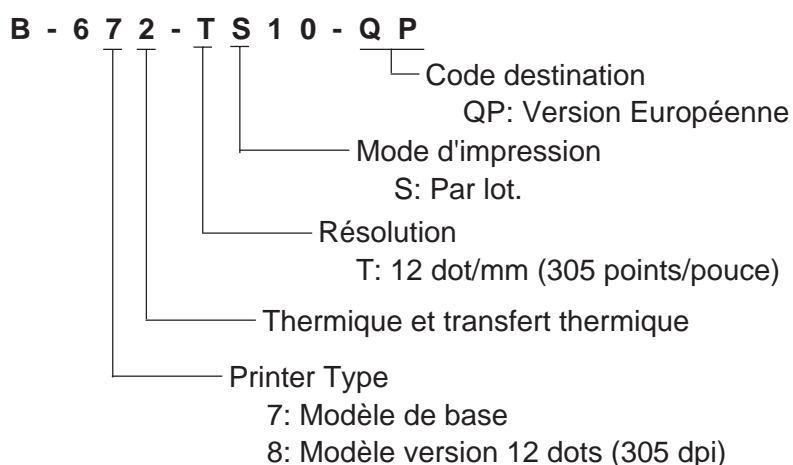 B - 6 7 2 - T S 1 0 - Q P
Code destination
QP: Version Européenne
Mode d'impression
S: Par lot.
Résolution
T: 12 dot/mm (305 points/pouce)
Thermique et transfert thermique
Printer Type
7: Modèle de base
8: Modèle version 12 dots (305 dpi)